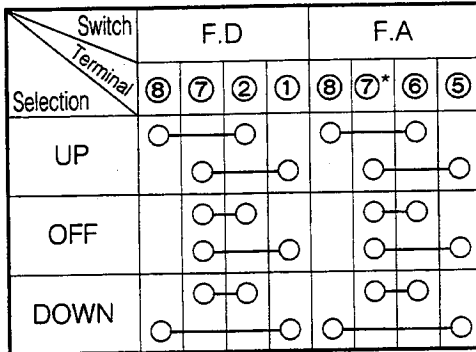 Switch F.D F.A
Terminal
Selection ⑧ ⑦ ② ① ⑧ ⑦* ⑥ ⑤
UP
OFF
DOWN